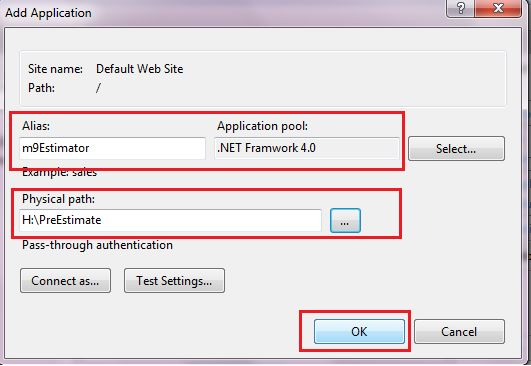 Add Application
Site name: Default Web Site
Path: /
Alias: Application pool:
m9Estimator .NET Framwork 4.0 Select...
Example: sales
Physical path:
H:\PreEstimate ...
Pass-through authentication
Connect as... Test Settings...
OK Cancel